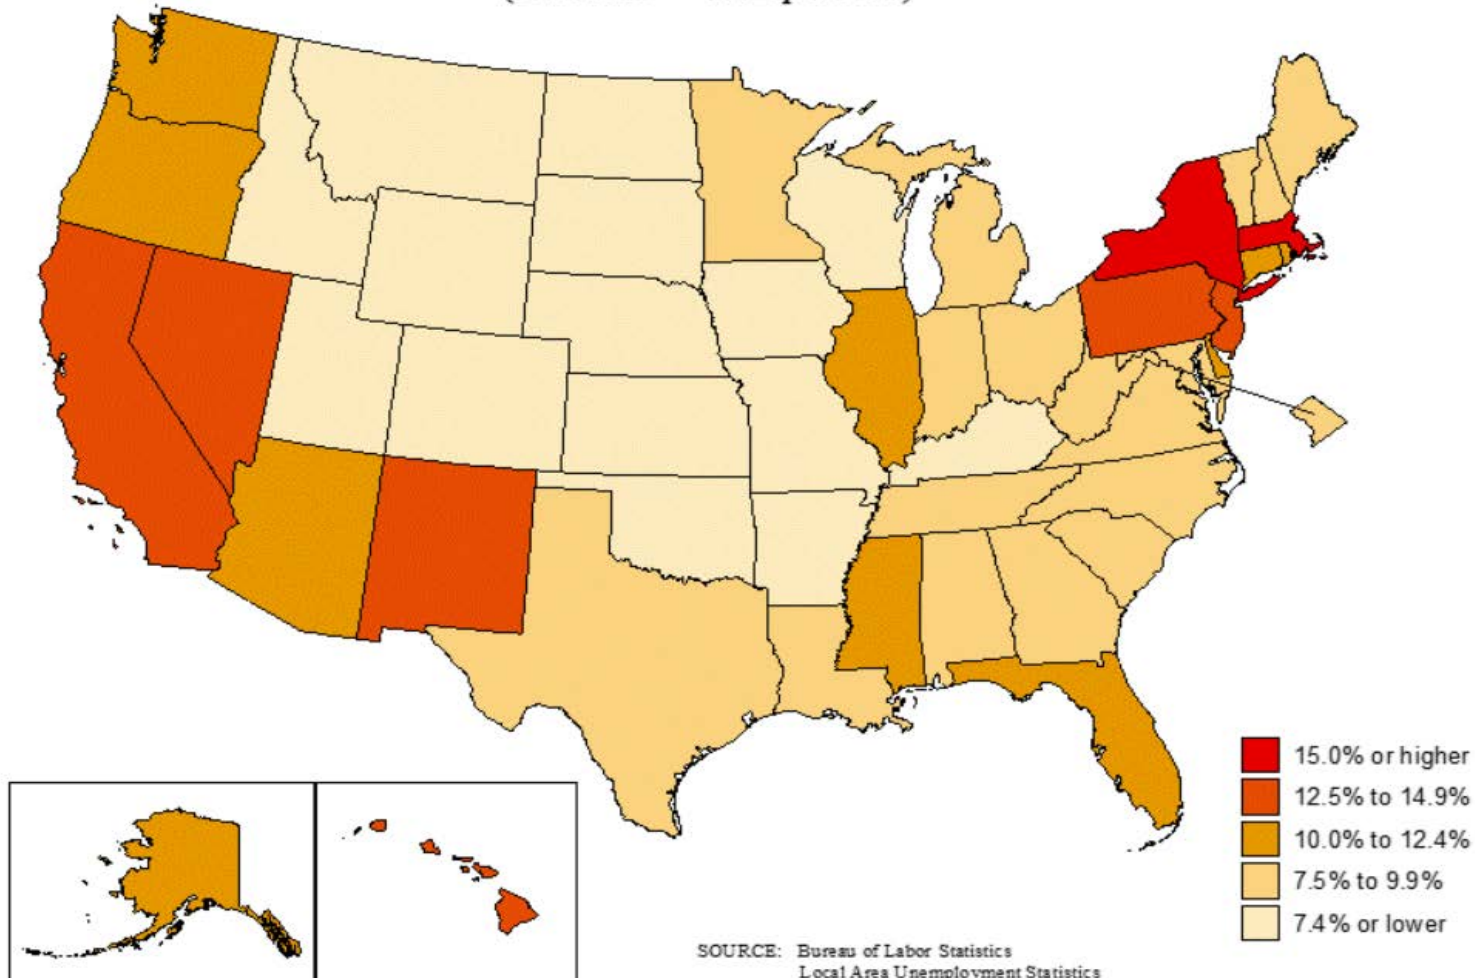 15.0% or higher
12.5% to 14.9%
10.0% to 12.4%
7.5% to 9.9%
7.4% or lower
SOURCE: Bureau of Labor Statistics
Local Area Unemployment Statistics